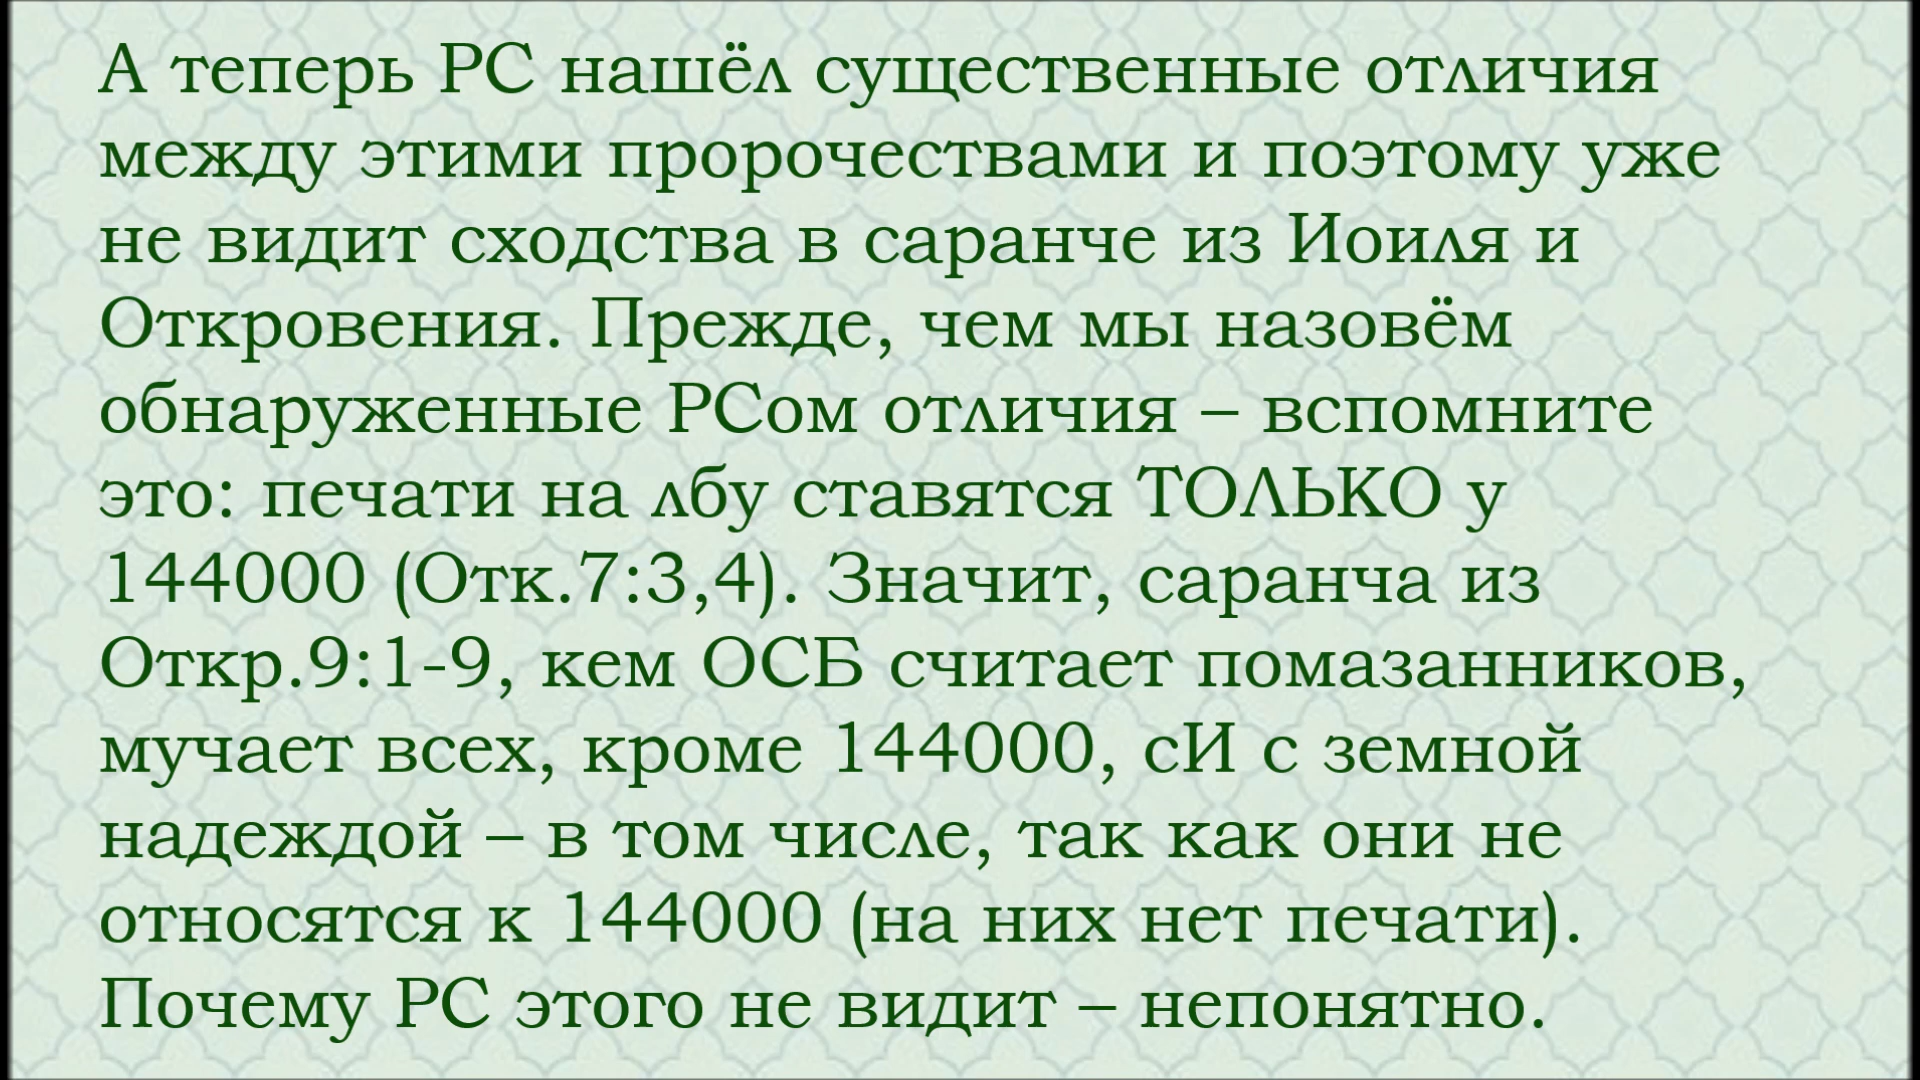 А теперь РС нашёл существенные отличия
между этими пророчествами и поэтому уже
не видит сходства в саранче из Иоиля и
Откровения. Прежде, чем мы назовём
обнаруженные РСом отличия – вспомните
это: печати на лбу ставятся ТОЛЬКО у
144000 (Отк.7:3,4). Значит, саранча из
Откр.9:1-9, кем ОСБ считает помазанников,
мучает всех, кроме 144000, сИ с земной
надеждой – в том числе, так как они не
относятся к 144000 (на них нет печати).
Почему РС этого не видит – непонятно.